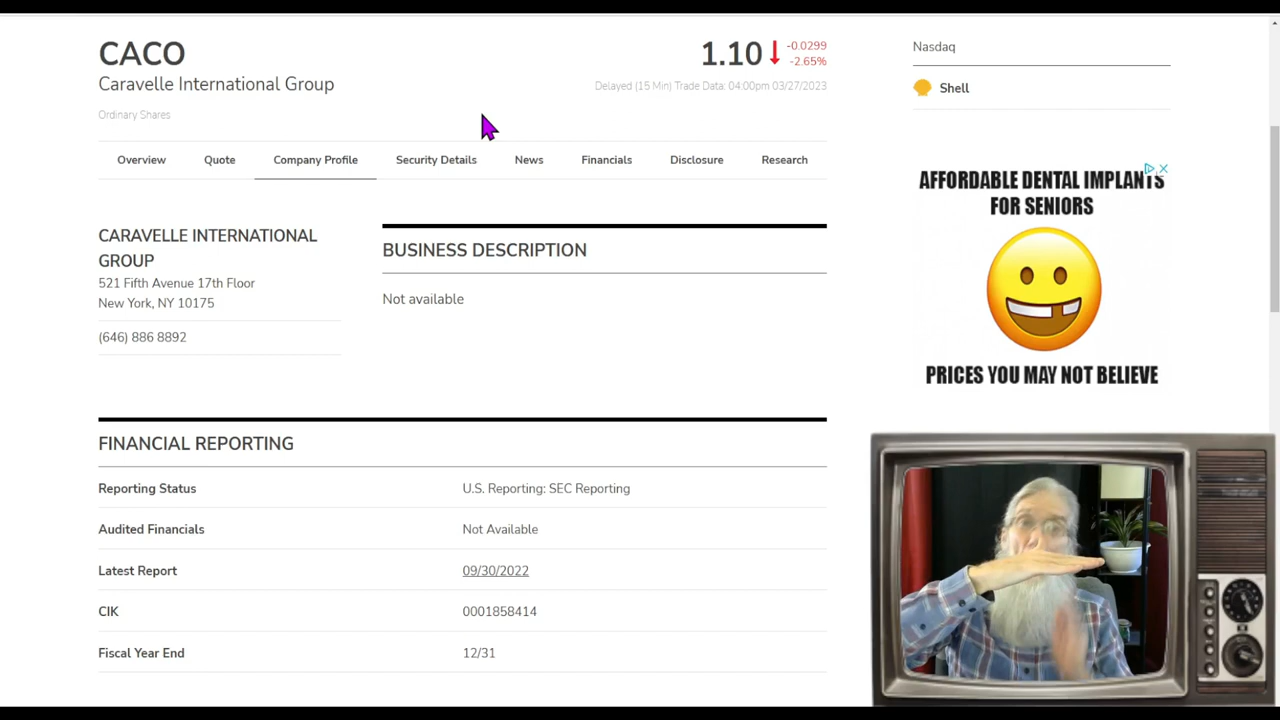 CACO
Caravelle International Group
Ordinary Shares
1.10
-0.0299
-2.65%
Delayed (15 Min) Trade Data: 04:00pm 03/27/2023
Overview
Quote
Company Profile
Security Details
News
Financials
Disclosure
Research
CARAVELLE INTERNATIONAL
GROUP
521 Fifth Avenue 17th Floor
New York, NY 10175
(646) 886 8892
BUSINESS DESCRIPTION
Not available
FINANCIAL REPORTING
Reporting Status U.S. Reporting: SEC Reporting
Audited Financials Not Available
Latest Report 09/30/2022
CIK 0001858414
Fiscal Year End 12/31
Nasdaq
Shell
AFFORDABLE DENTAL IMPLANTS
FOR SENIORS
PRICES YOU MAY NOT BELIEVE